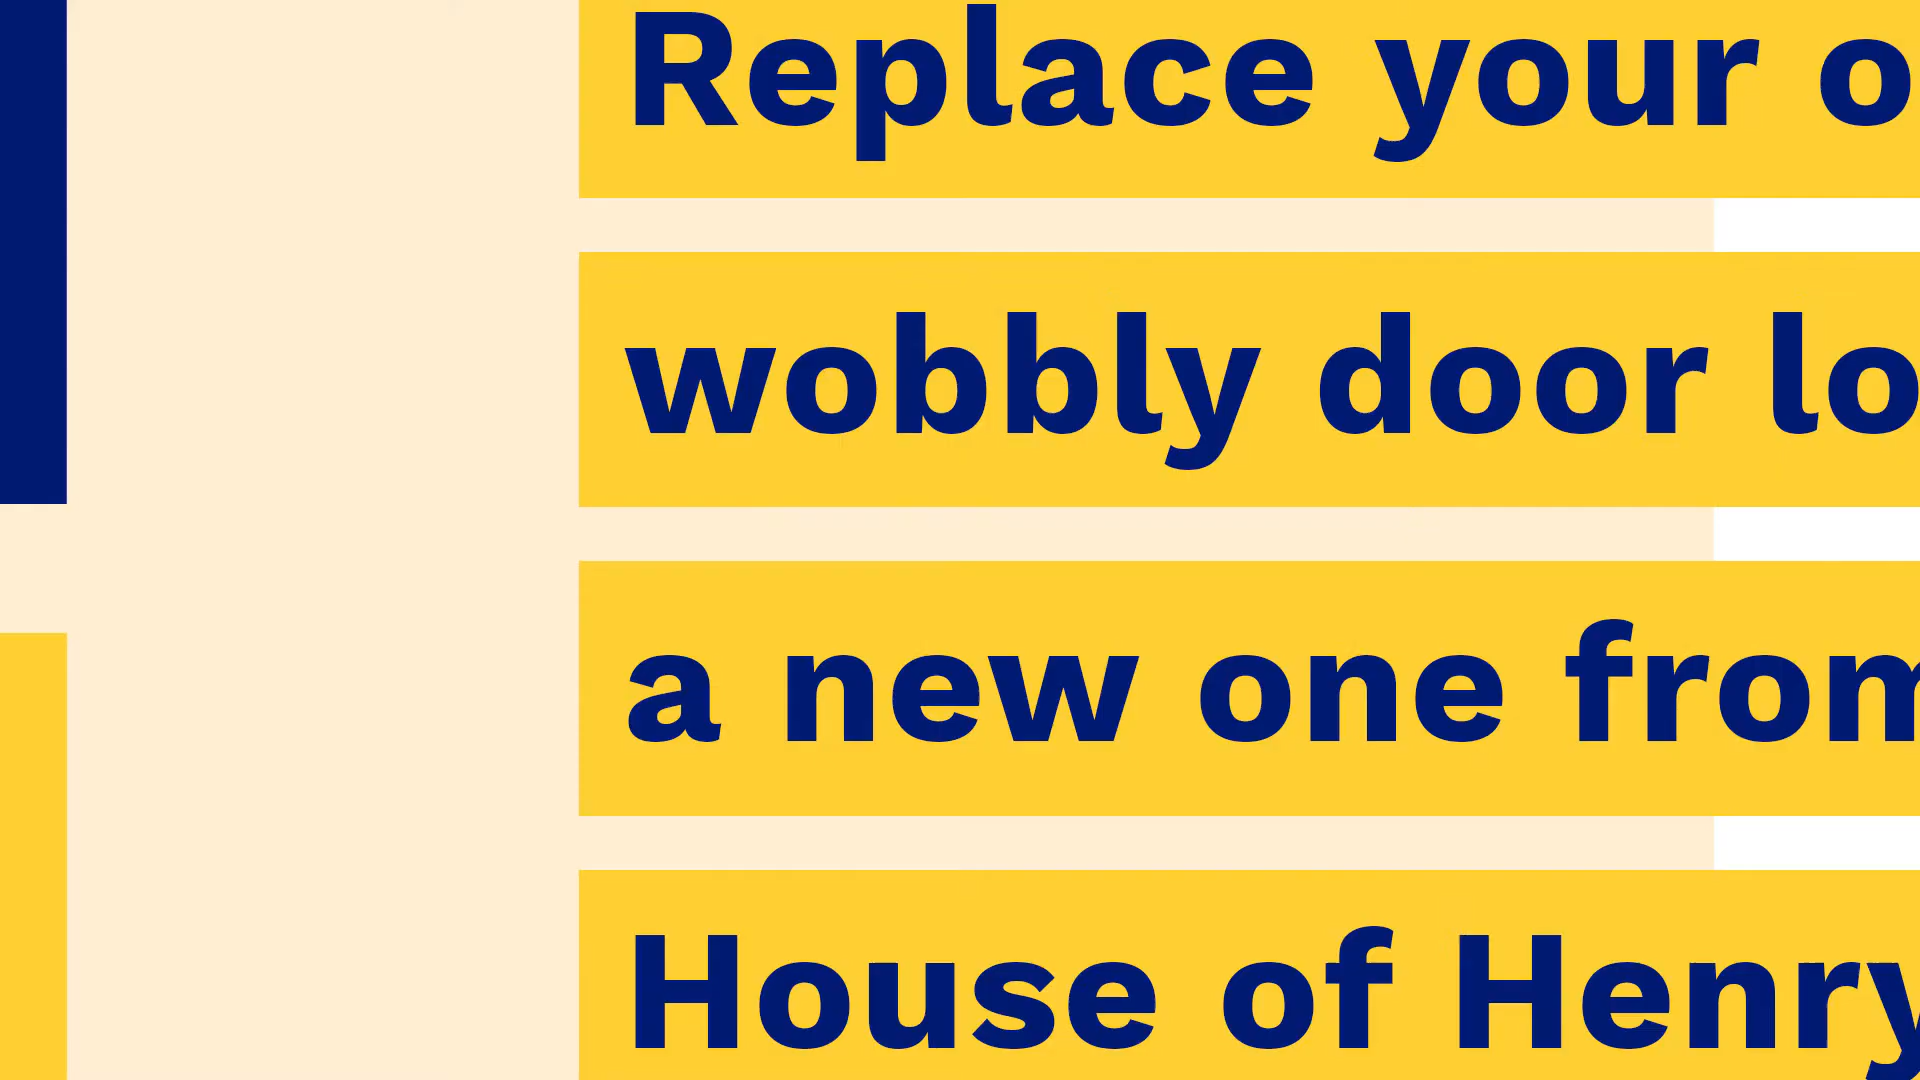 Replace your o
wobbly door lo
a new one from
House of Henry